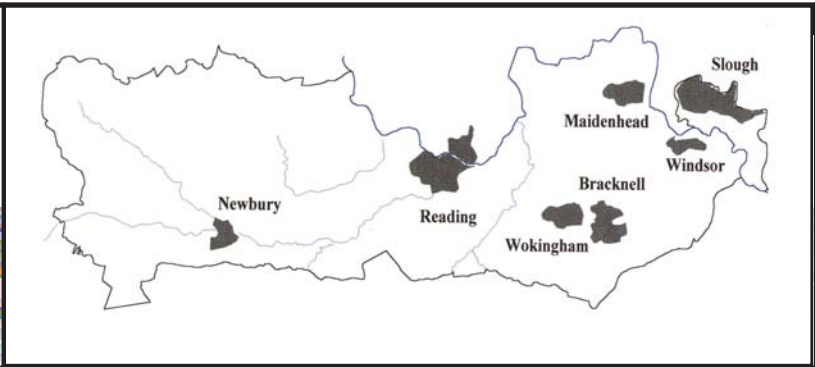 Slough
Maidenhead
Windsor
Bracknell
Newbury
Reading
Wokingham